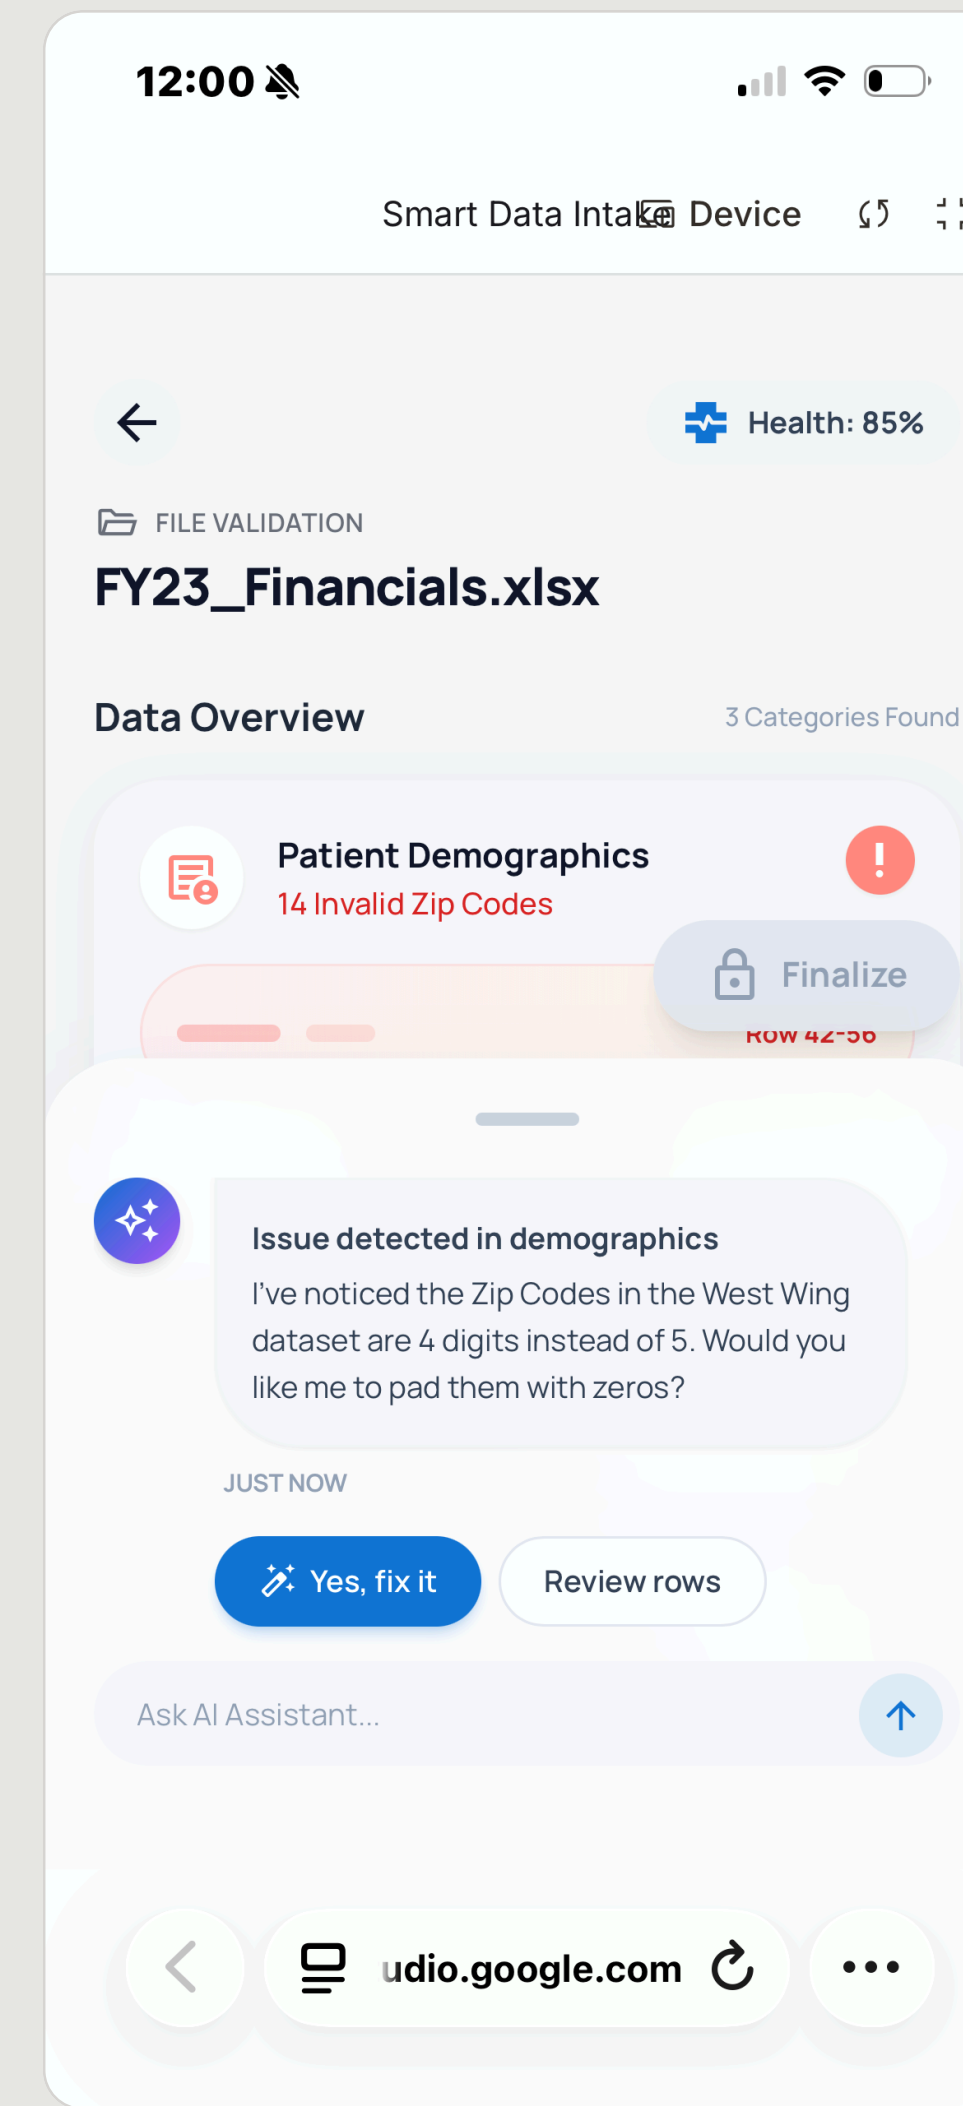 12:00
Smart Data Intake
Device
Health: 85%
FILE VALIDATION
FY23_Financials.xlsx
Data Overview
3 Categories Found
Patient Demographics
14 Invalid Zip Codes
Finalize
Row 42-56
Issue detected in demographics
I've noticed the Zip Codes in the West Wing
dataset are 4 digits instead of 5. Would you
like me to pad them with zeros?
JUST NOW
Yes, fix it
Review rows
Ask AI Assistant...
udio.google.com